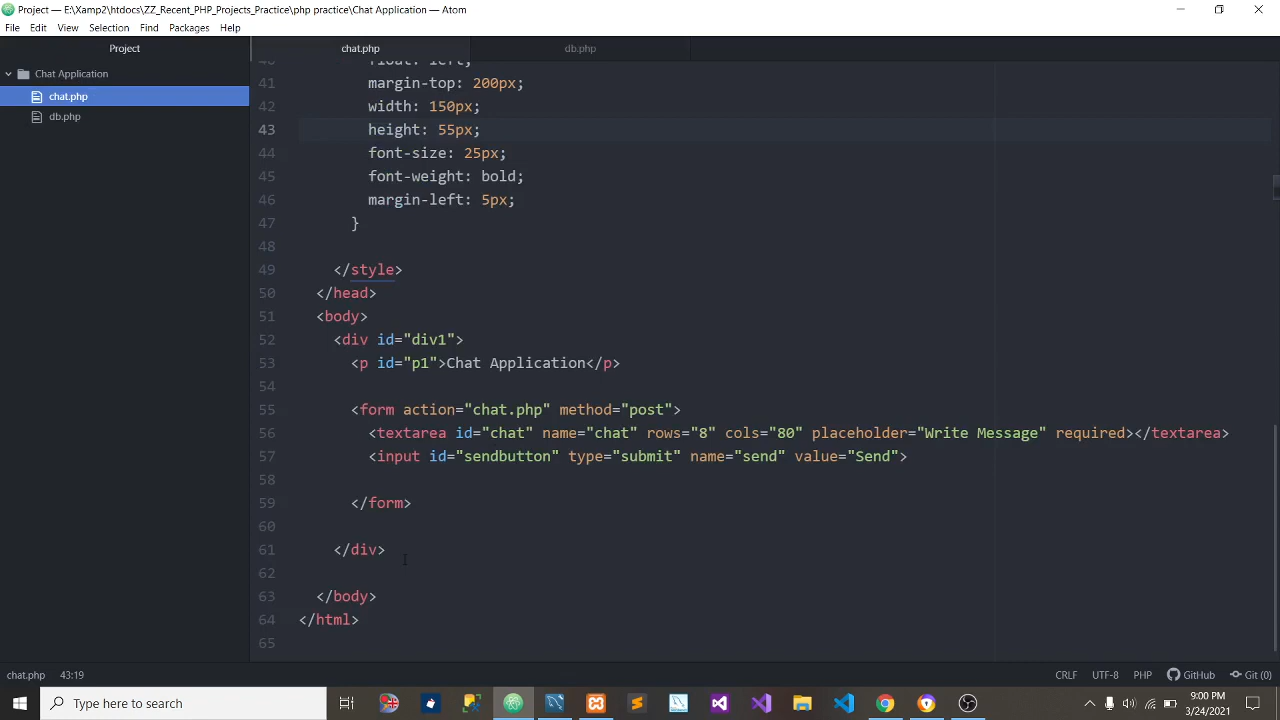 Project — E:\Xampp2\htdocs\ZZ_Recent_PHP_Projects_Practice\php practice\Chat Application — Atom
File Edit View Selection Find Packages Help
Project
chat.php
db.php
Chat Application
chat.php
db.php
40 float: left;
41 margin-top: 200px;
42 width: 150px;
43 height: 55px;
44 font-size: 25px;
45 font-weight: bold;
46 margin-left: 5px;
47 }
48
49 </style>
50 </head>
51 <body>
52 <div id="div1">
53 <p id="p1">Chat Application</p>
54
55 <form action="chat.php" method="post">
56 <textarea id="chat" name="chat" rows="8" cols="80" placeholder="Write Message" required></textarea>
57 <input id="sendbutton" type="submit" name="send" value="Send">
58
59 </form>
60
61 </div>
62
63 </body>
64 </html>
65
chat.php 43:19 CRLF UTF-8 PHP GitHub Git (0)
Type here to search
9:00 PM
3/24/2021